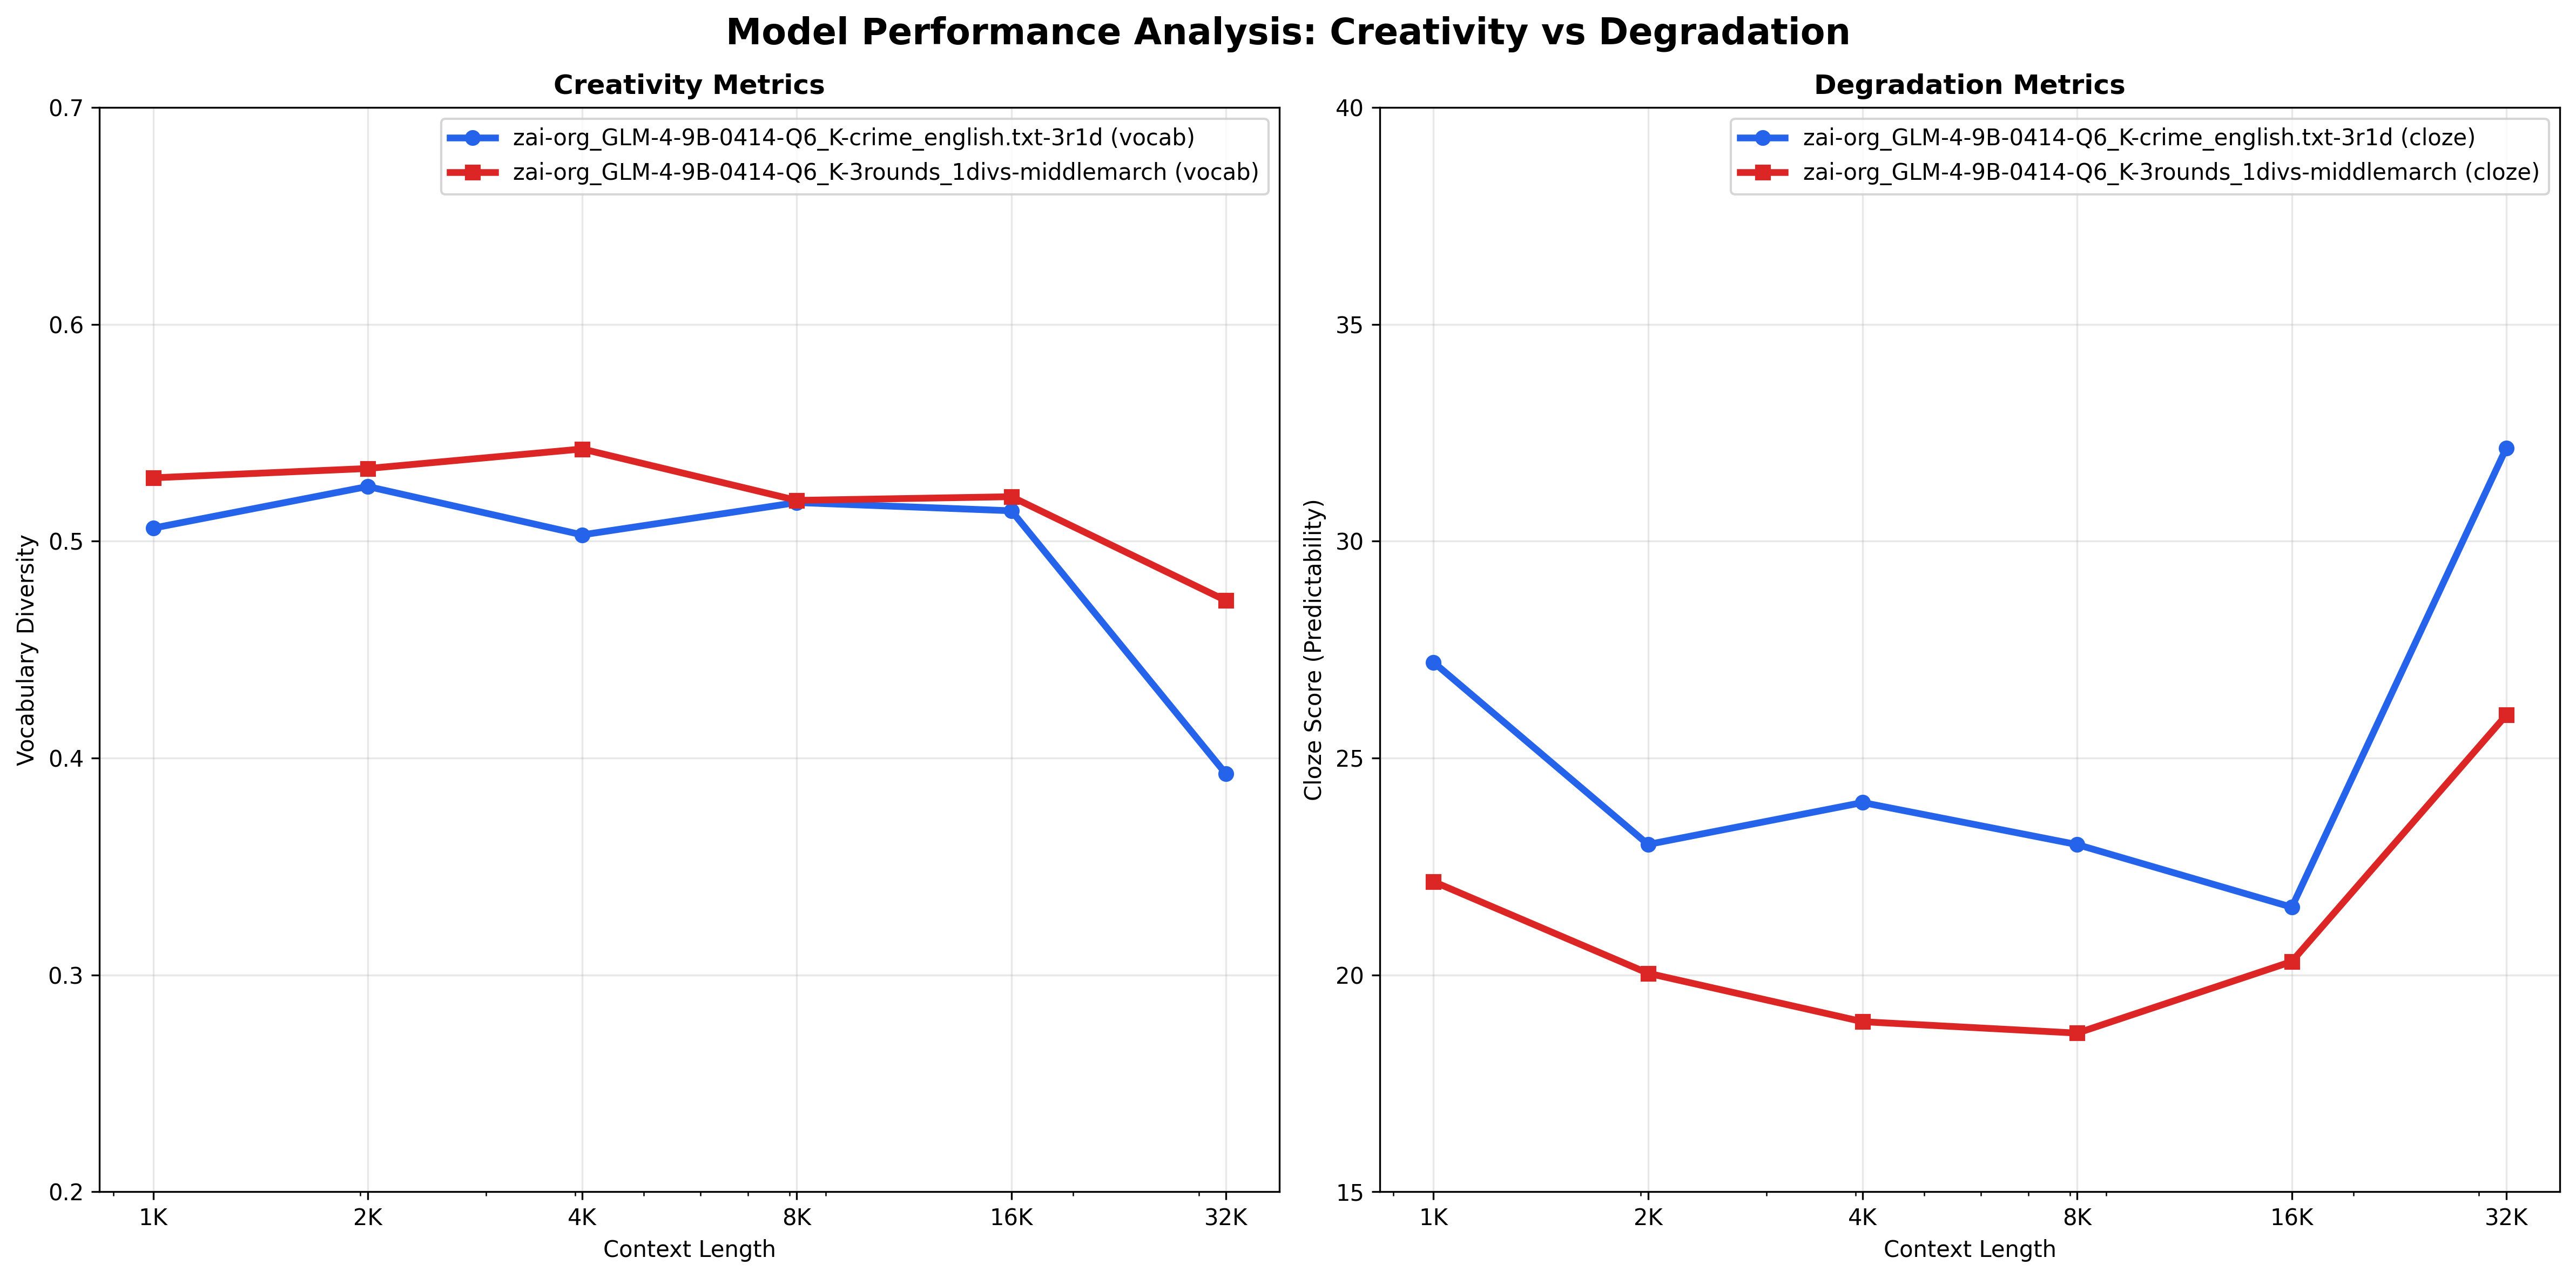 Model Performance Analysis: Creativity vs Degradation
Creativity Metrics
zai-org_GLM-4-9B-0414-Q6_K-crime_english.txt-3r1d (vocab)
zai-org_GLM-4-9B-0414-Q6_K-3rounds_1divs-middlemarch (vocab)
Vocabulary Diversity
0.7
0.6
0.5
0.4
0.3
0.2
1K 2K 4K 8K 16K 32K
Context Length
Degradation Metrics
zai-org_GLM-4-9B-0414-Q6_K-crime_english.txt-3r1d (cloze)
zai-org_GLM-4-9B-0414-Q6_K-3rounds_1divs-middlemarch (cloze)
Cloze Score (Predictability)
40
35
30
25
20
15
1K 2K 4K 8K 16K 32K
Context Length